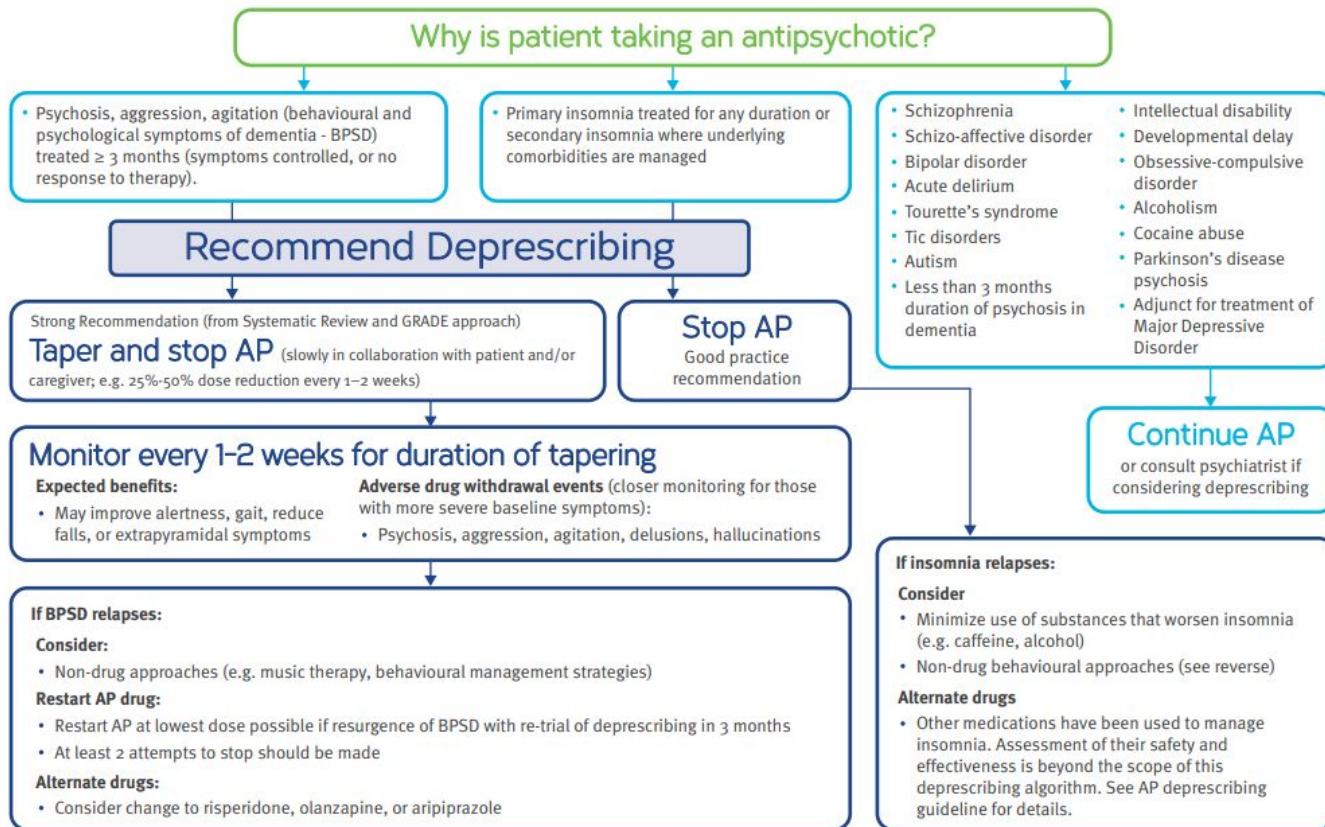 Why is patient taking an antipsychotic?
• Psychosis, aggression, agitation (behavioural and
psychological symptoms of dementia - BPSD)
treated ≥ 3 months (symptoms controlled, or no
response to therapy).
• Primary insomnia treated for any duration or
secondary insomnia where underlying
comorbidities are managed
• Schizophrenia
• Schizo-affective disorder
• Bipolar disorder
• Acute delirium
• Tourette’s syndrome
• Tic disorders
• Autism
• Less than 3 months
duration of psychosis in
dementia
• Intellectual disability
• Developmental delay
• Obsessive-compulsive
disorder
• Alcoholism
• Cocaine abuse
• Parkinson’s disease
psychosis
• Adjunct for treatment of
Major Depressive
Disorder
Recommend Deprescribing
Strong Recommendation (from Systematic Review and GRADE approach)
Taper and stop AP (slowly in collaboration with patient and/or
caregiver; e.g. 25%-50% dose reduction every 1–2 weeks)
Stop AP
Good practice
recommendation
Continue AP
or consult psychiatrist if
considering deprescribing
Monitor every 1-2 weeks for duration of tapering
Expected benefits:
• May improve alertness, gait, reduce
falls, or extrapyramidal symptoms
Adverse drug withdrawal events (closer monitoring for those
with more severe baseline symptoms):
• Psychosis, aggression, agitation, delusions, hallucinations
If BPSD relapses:
Consider:
• Non-drug approaches (e.g. music therapy, behavioural management strategies)
Restart AP drug:
• Restart AP at lowest dose possible if resurgence of BPSD with re-trial of deprescribing in 3 months
• At least 2 attempts to stop should be made
Alternate drugs:
• Consider change to risperidone, olanzapine, or aripiprazole
If insomnia relapses:
Consider
• Minimize use of substances that worsen insomnia
(e.g. caffeine, alcohol)
• Non-drug behavioural approaches (see reverse)
Alternate drugs
• Other medications have been used to manage
insomnia. Assessment of their safety and
effectiveness is beyond the scope of this
deprescribing algorithm. See AP deprescribing
guideline for details.